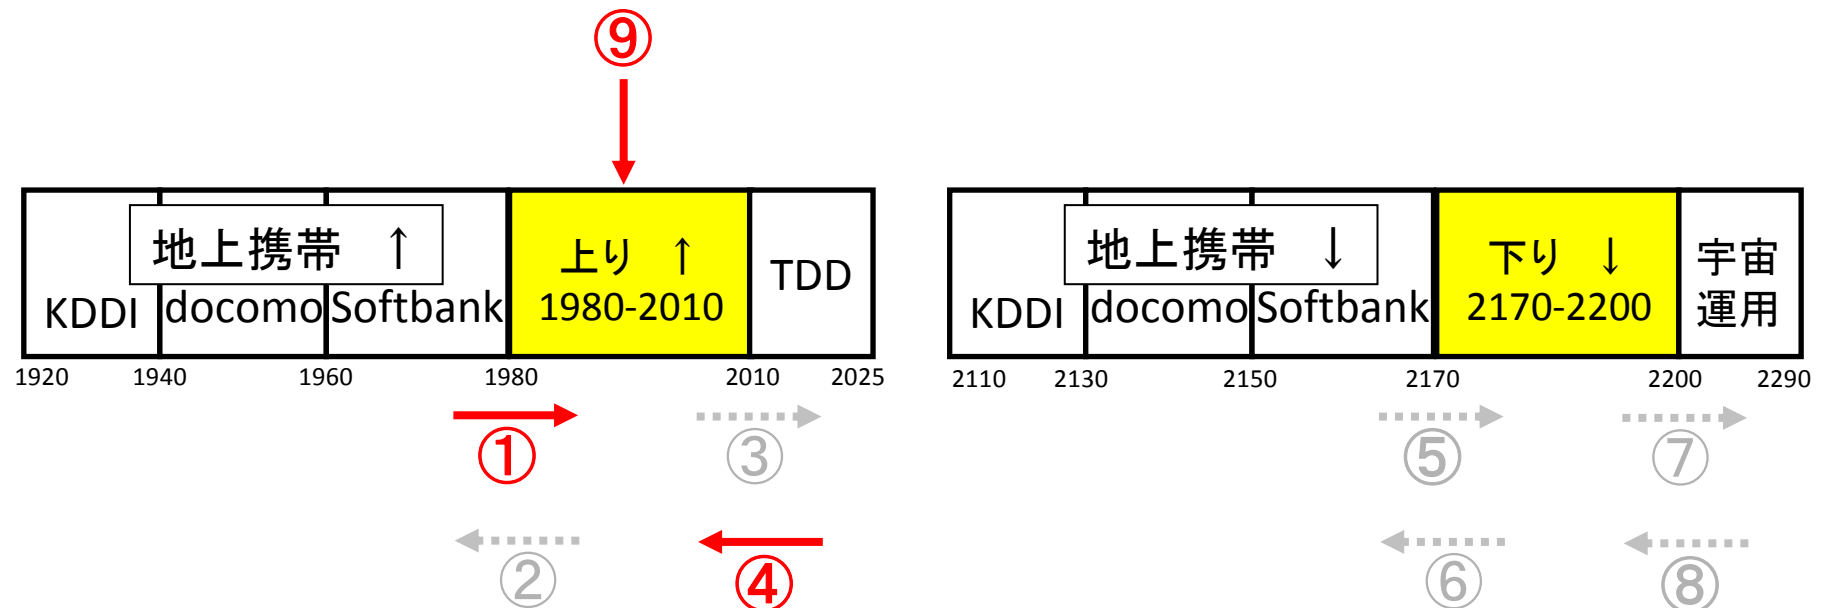 ⑨
地上携帯 ↑
KDDI docomo Softbank
上り ↑
1980-2010
TDD
1920 1940 1960 1980 2010 2025
① ③
② ④
地上携帯 ↓
KDDI docomo Softbank
下り ↓
2170-2200
宇宙
運用
2110 2130 2150 2170 2200 2290
⑤ ⑦
⑥ ⑧